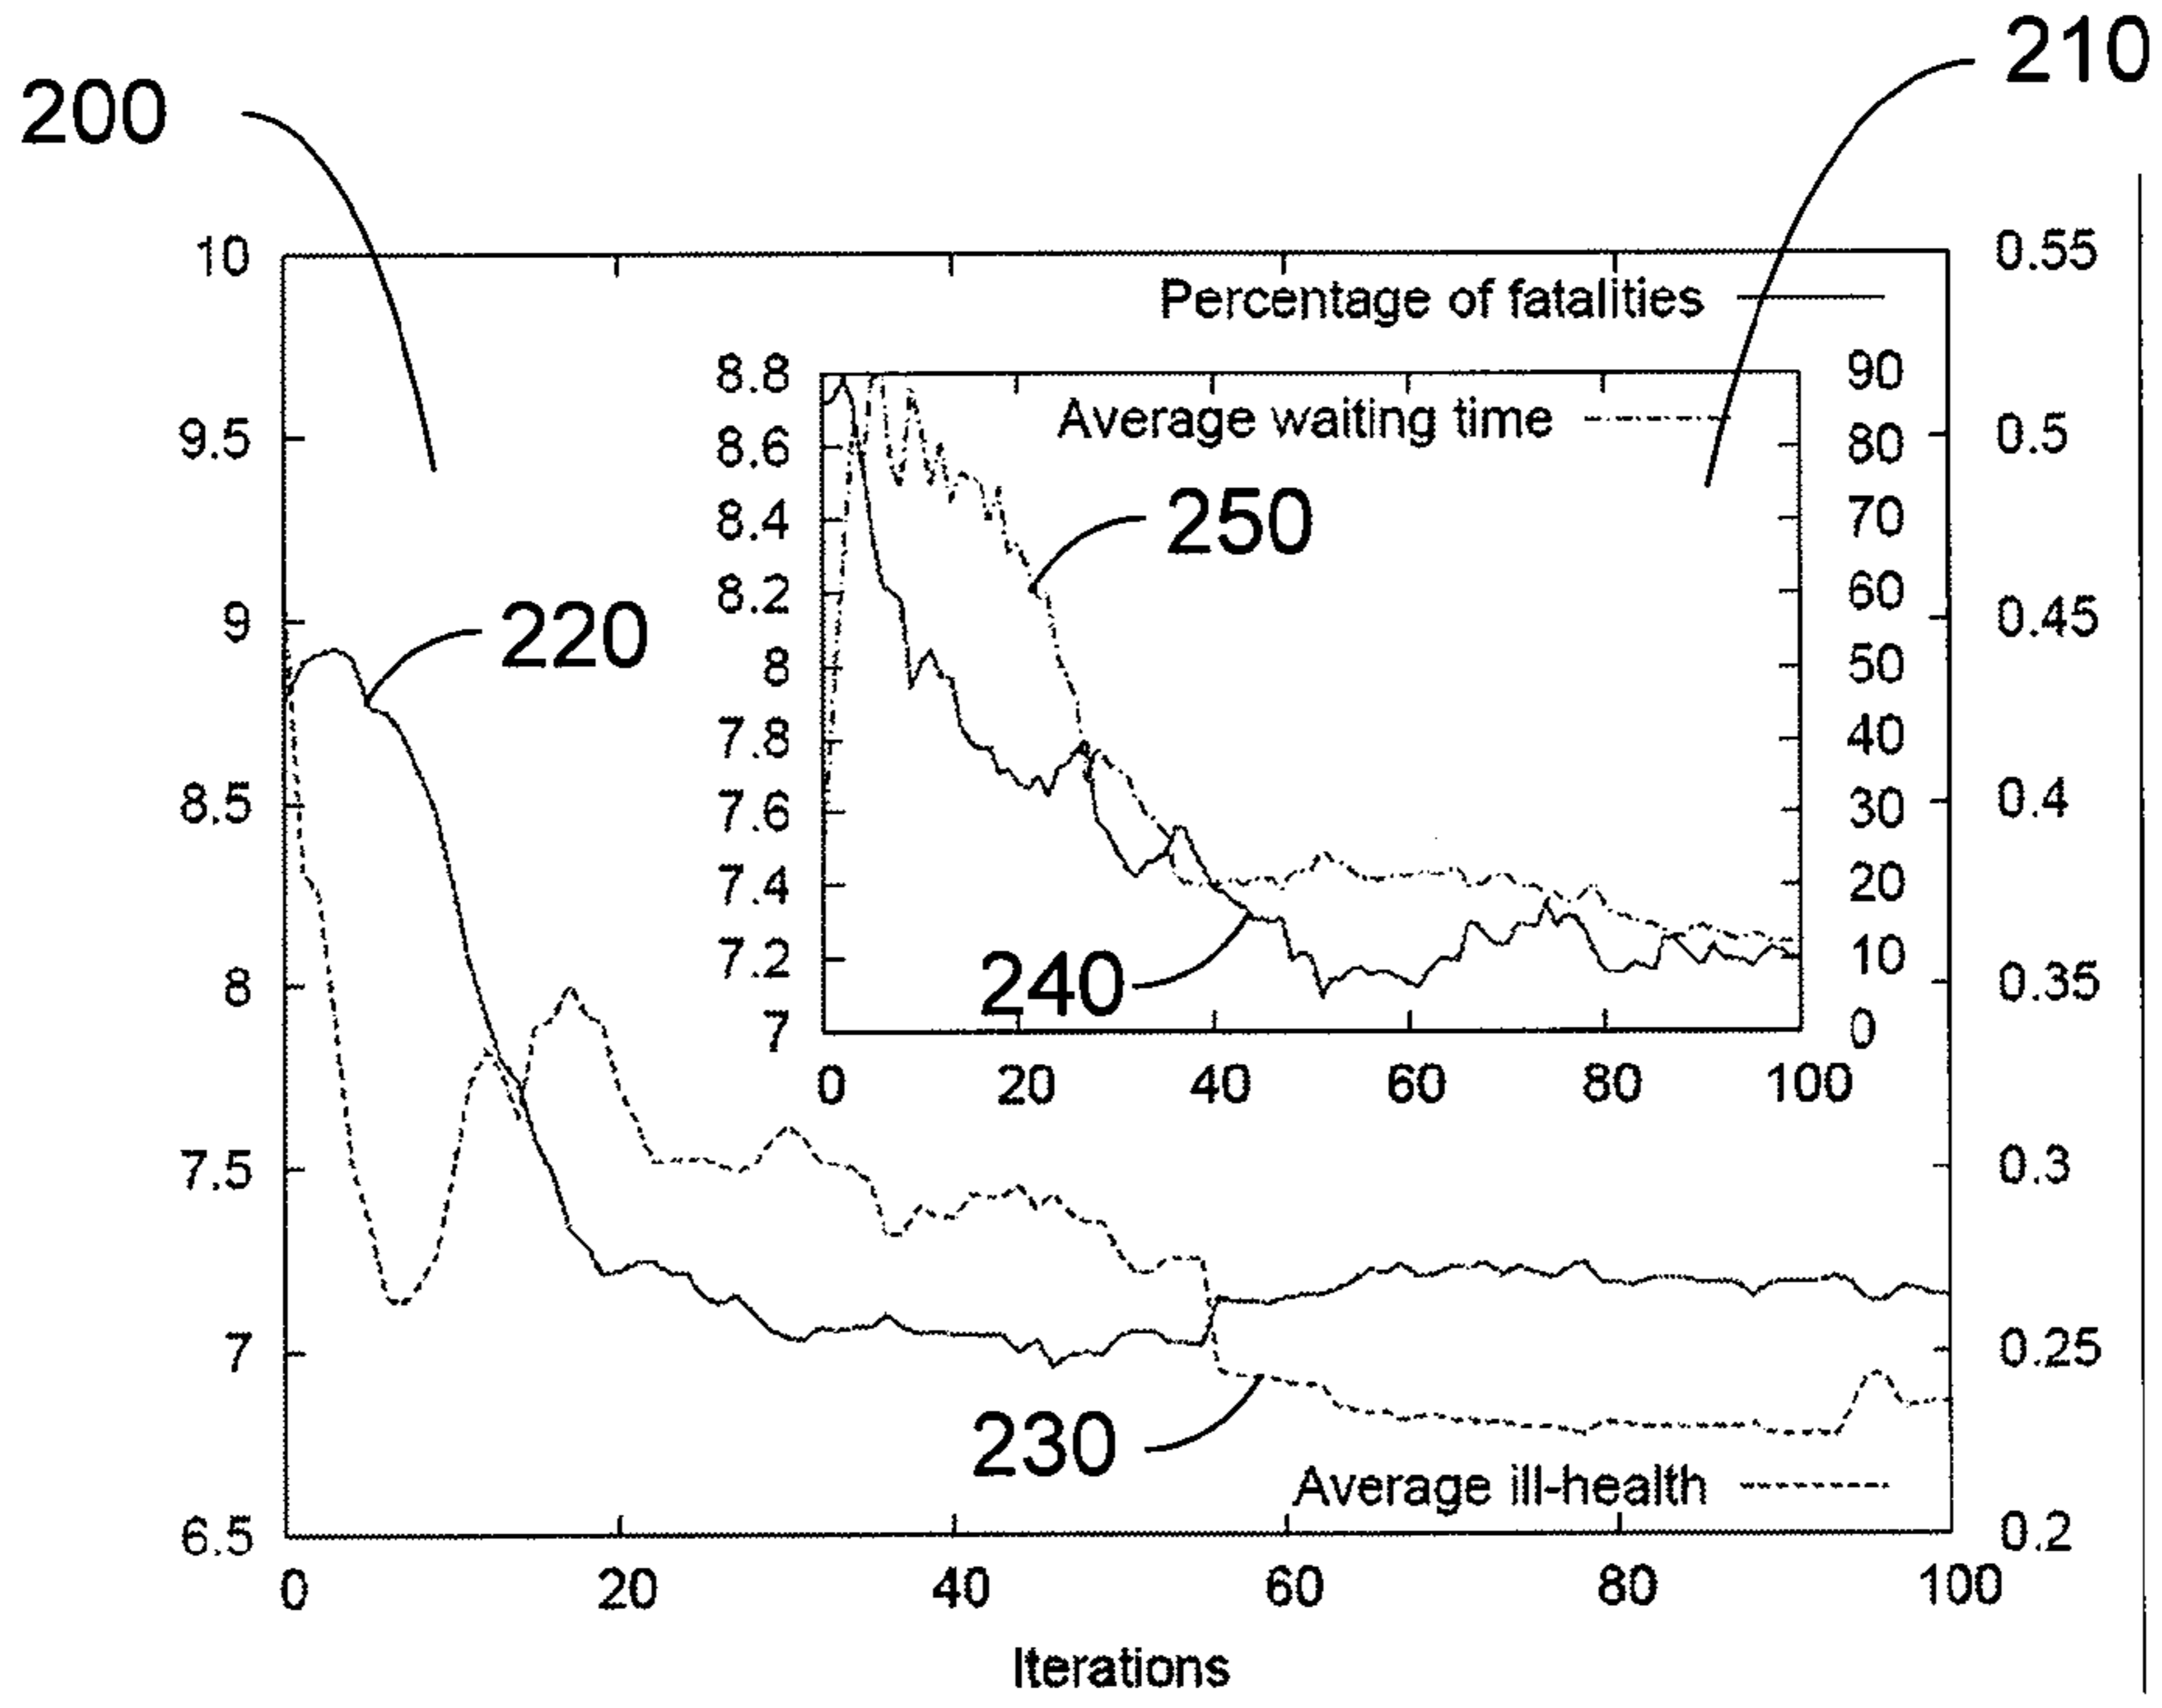 210
200
10 0.55
Percentage of fatalities
8.8 90
9.5 Average waiting time 0.5
8.6 80
8.4 250 70
8.2 60
9 220 0.45
8 50
7.8 40
8.5 7.6 30 0.4
7.4 20
7.2 240 10
8 0.35
7 0
0 20 40 60 80 100
7.5 0.3
7 0.25
230
Average ill-health
6.5 0.2
0 20 40 60 80 100
Iterations